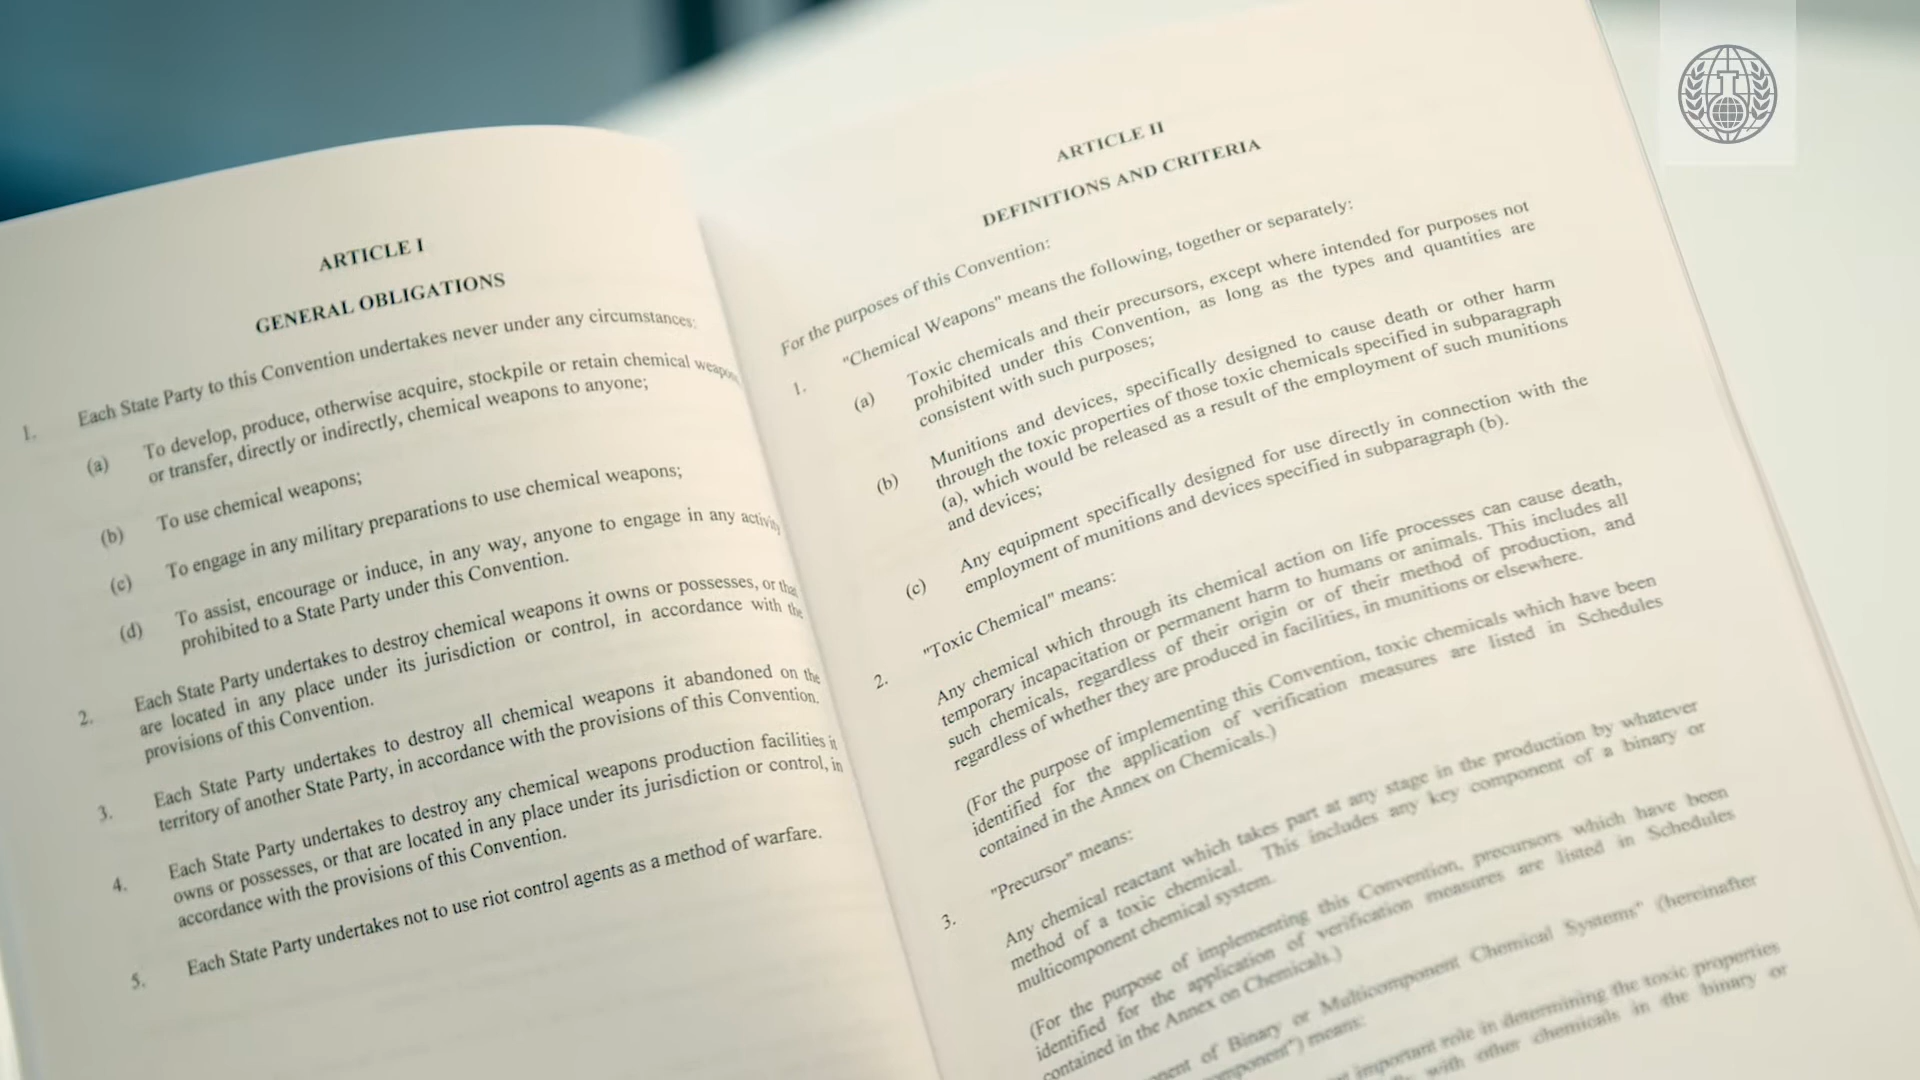 ARTICLE I
GENERAL OBLIGATIONS
1. Each State Party to this Convention undertakes never under any circumstances:
(a) To develop, produce, otherwise acquire, stockpile or retain chemical weapons
or transfer, directly or indirectly, chemical weapons to anyone;
(b) To use chemical weapons;
(c) To engage in any military preparations to use chemical weapons;
(d) To assist, encourage or induce, in any way, anyone to engage in any activity
prohibited to a State Party under this Convention.
2. Each State Party undertakes to destroy chemical weapons it owns or possesses, or that
are located in any place under its jurisdiction or control, in accordance with the
provisions of this Convention.
3. Each State Party undertakes to destroy all chemical weapons it abandoned on the
territory of another State Party, in accordance with the provisions of this Convention.
4. Each State Party undertakes to destroy any chemical weapons production facilities it
owns or possesses, or that are located in any place under its jurisdiction or control, in
accordance with the provisions of this Convention.
5. Each State Party undertakes not to use riot control agents as a method of warfare.
ARTICLE II
DEFINITIONS AND CRITERIA
For the purposes of this Convention:
1. "Chemical Weapons" means the following, together or separately:
(a) Toxic chemicals and their precursors, except where intended for purposes not
prohibited under this Convention, as long as the types and quantities are
consistent with such purposes;
(b) Munitions and devices, specifically designed to cause death or other harm
through the toxic properties of those toxic chemicals specified in subparagraph
(a), which would be released as a result of the employment of such munitions
and devices;
(c) Any equipment specifically designed for use directly in connection with the
employment of munitions and devices specified in subparagraph (b).
2. "Toxic Chemical" means:
Any chemical which through its chemical action on life processes can cause death,
temporary incapacitation or permanent harm to humans or animals. This includes all
such chemicals, regardless of their origin or of their method of production, and
regardless of whether they are produced in facilities, in munitions or elsewhere.
(For the purpose of implementing this Convention, toxic chemicals which have been
identified for the application of verification measures are listed in Schedules
contained in the Annex on Chemicals.)
3. "Precursor" means:
Any chemical reactant which takes part at any stage in the production by whatever
method of a toxic chemical. This includes any key component of a binary or
multicomponent chemical system.
(For the purpose of implementing this Convention, precursors which have been
identified for the application of verification measures are listed in Schedules
contained in the Annex on Chemicals.)
of Binary or Multicomponent Chemical Systems" (hereinafter
means:
important role in determining the toxic properties
with other chemicals in the binary or